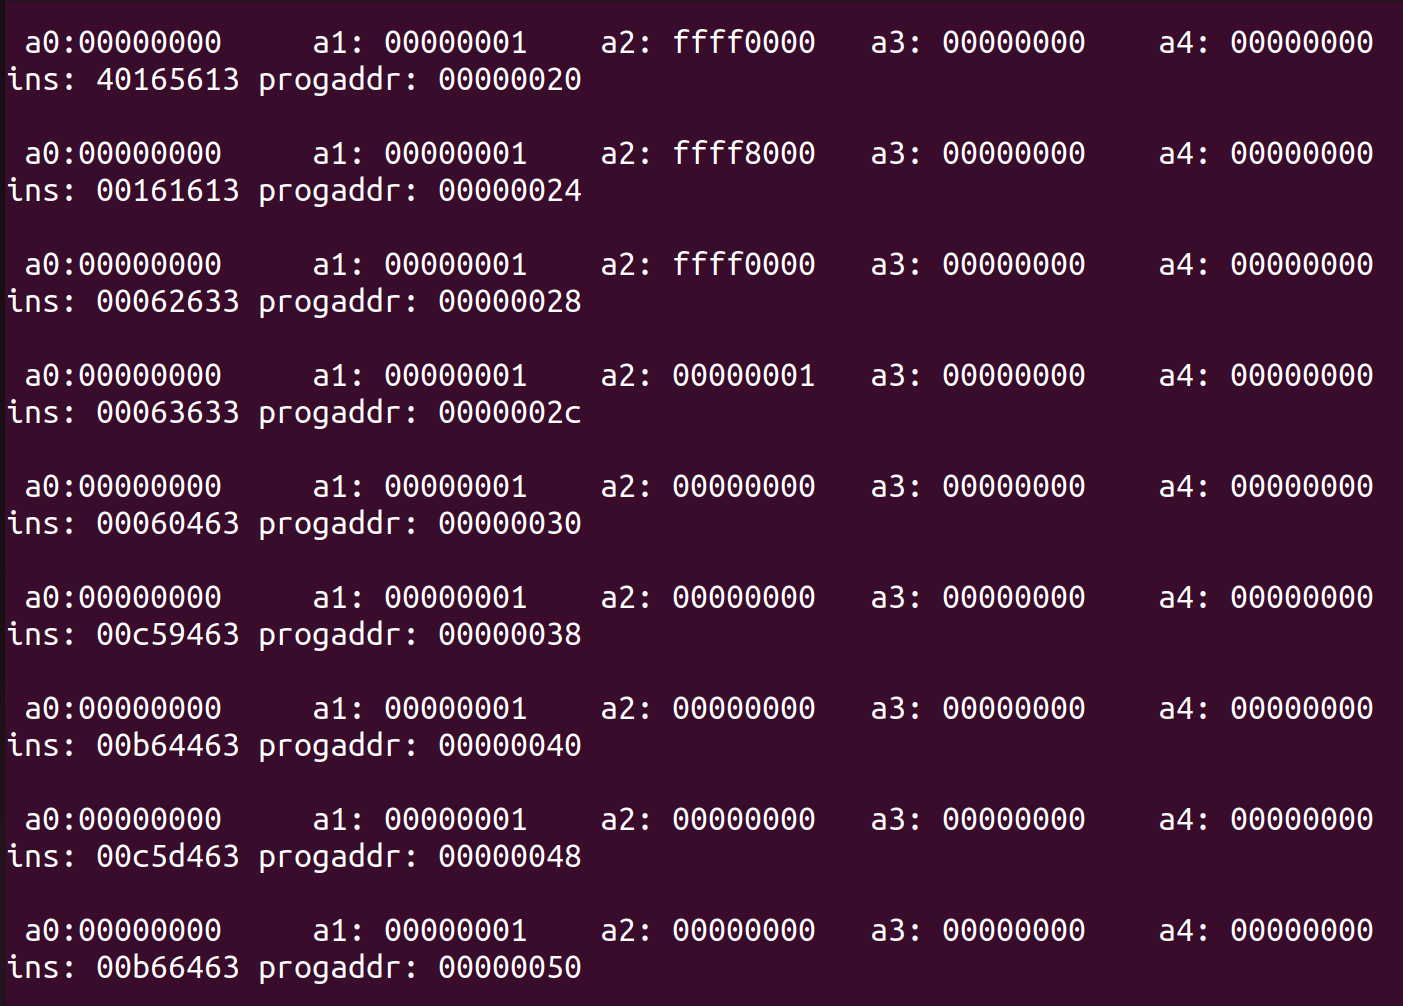 a0:00000000 a1: 00000001 a2: ffff0000 a3: 00000000 a4: 00000000
ins: 40165613 progaddr: 00000020
a0:00000000 a1: 00000001 a2: ffff8000 a3: 00000000 a4: 00000000
ins: 00161613 progaddr: 00000024
a0:00000000 a1: 00000001 a2: ffff0000 a3: 00000000 a4: 00000000
ins: 00062633 progaddr: 00000028
a0:00000000 a1: 00000001 a2: 00000001 a3: 00000000 a4: 00000000
ins: 00063633 progaddr: 0000002c
a0:00000000 a1: 00000001 a2: 00000000 a3: 00000000 a4: 00000000
ins: 00060463 progaddr: 00000030
a0:00000000 a1: 00000001 a2: 00000000 a3: 00000000 a4: 00000000
ins: 00c59463 progaddr: 00000038
a0:00000000 a1: 00000001 a2: 00000000 a3: 00000000 a4: 00000000
ins: 00b64463 progaddr: 00000040
a0:00000000 a1: 00000001 a2: 00000000 a3: 00000000 a4: 00000000
ins: 00c5d463 progaddr: 00000048
a0:00000000 a1: 00000001 a2: 00000000 a3: 00000000 a4: 00000000
ins: 00b66463 progaddr: 00000050